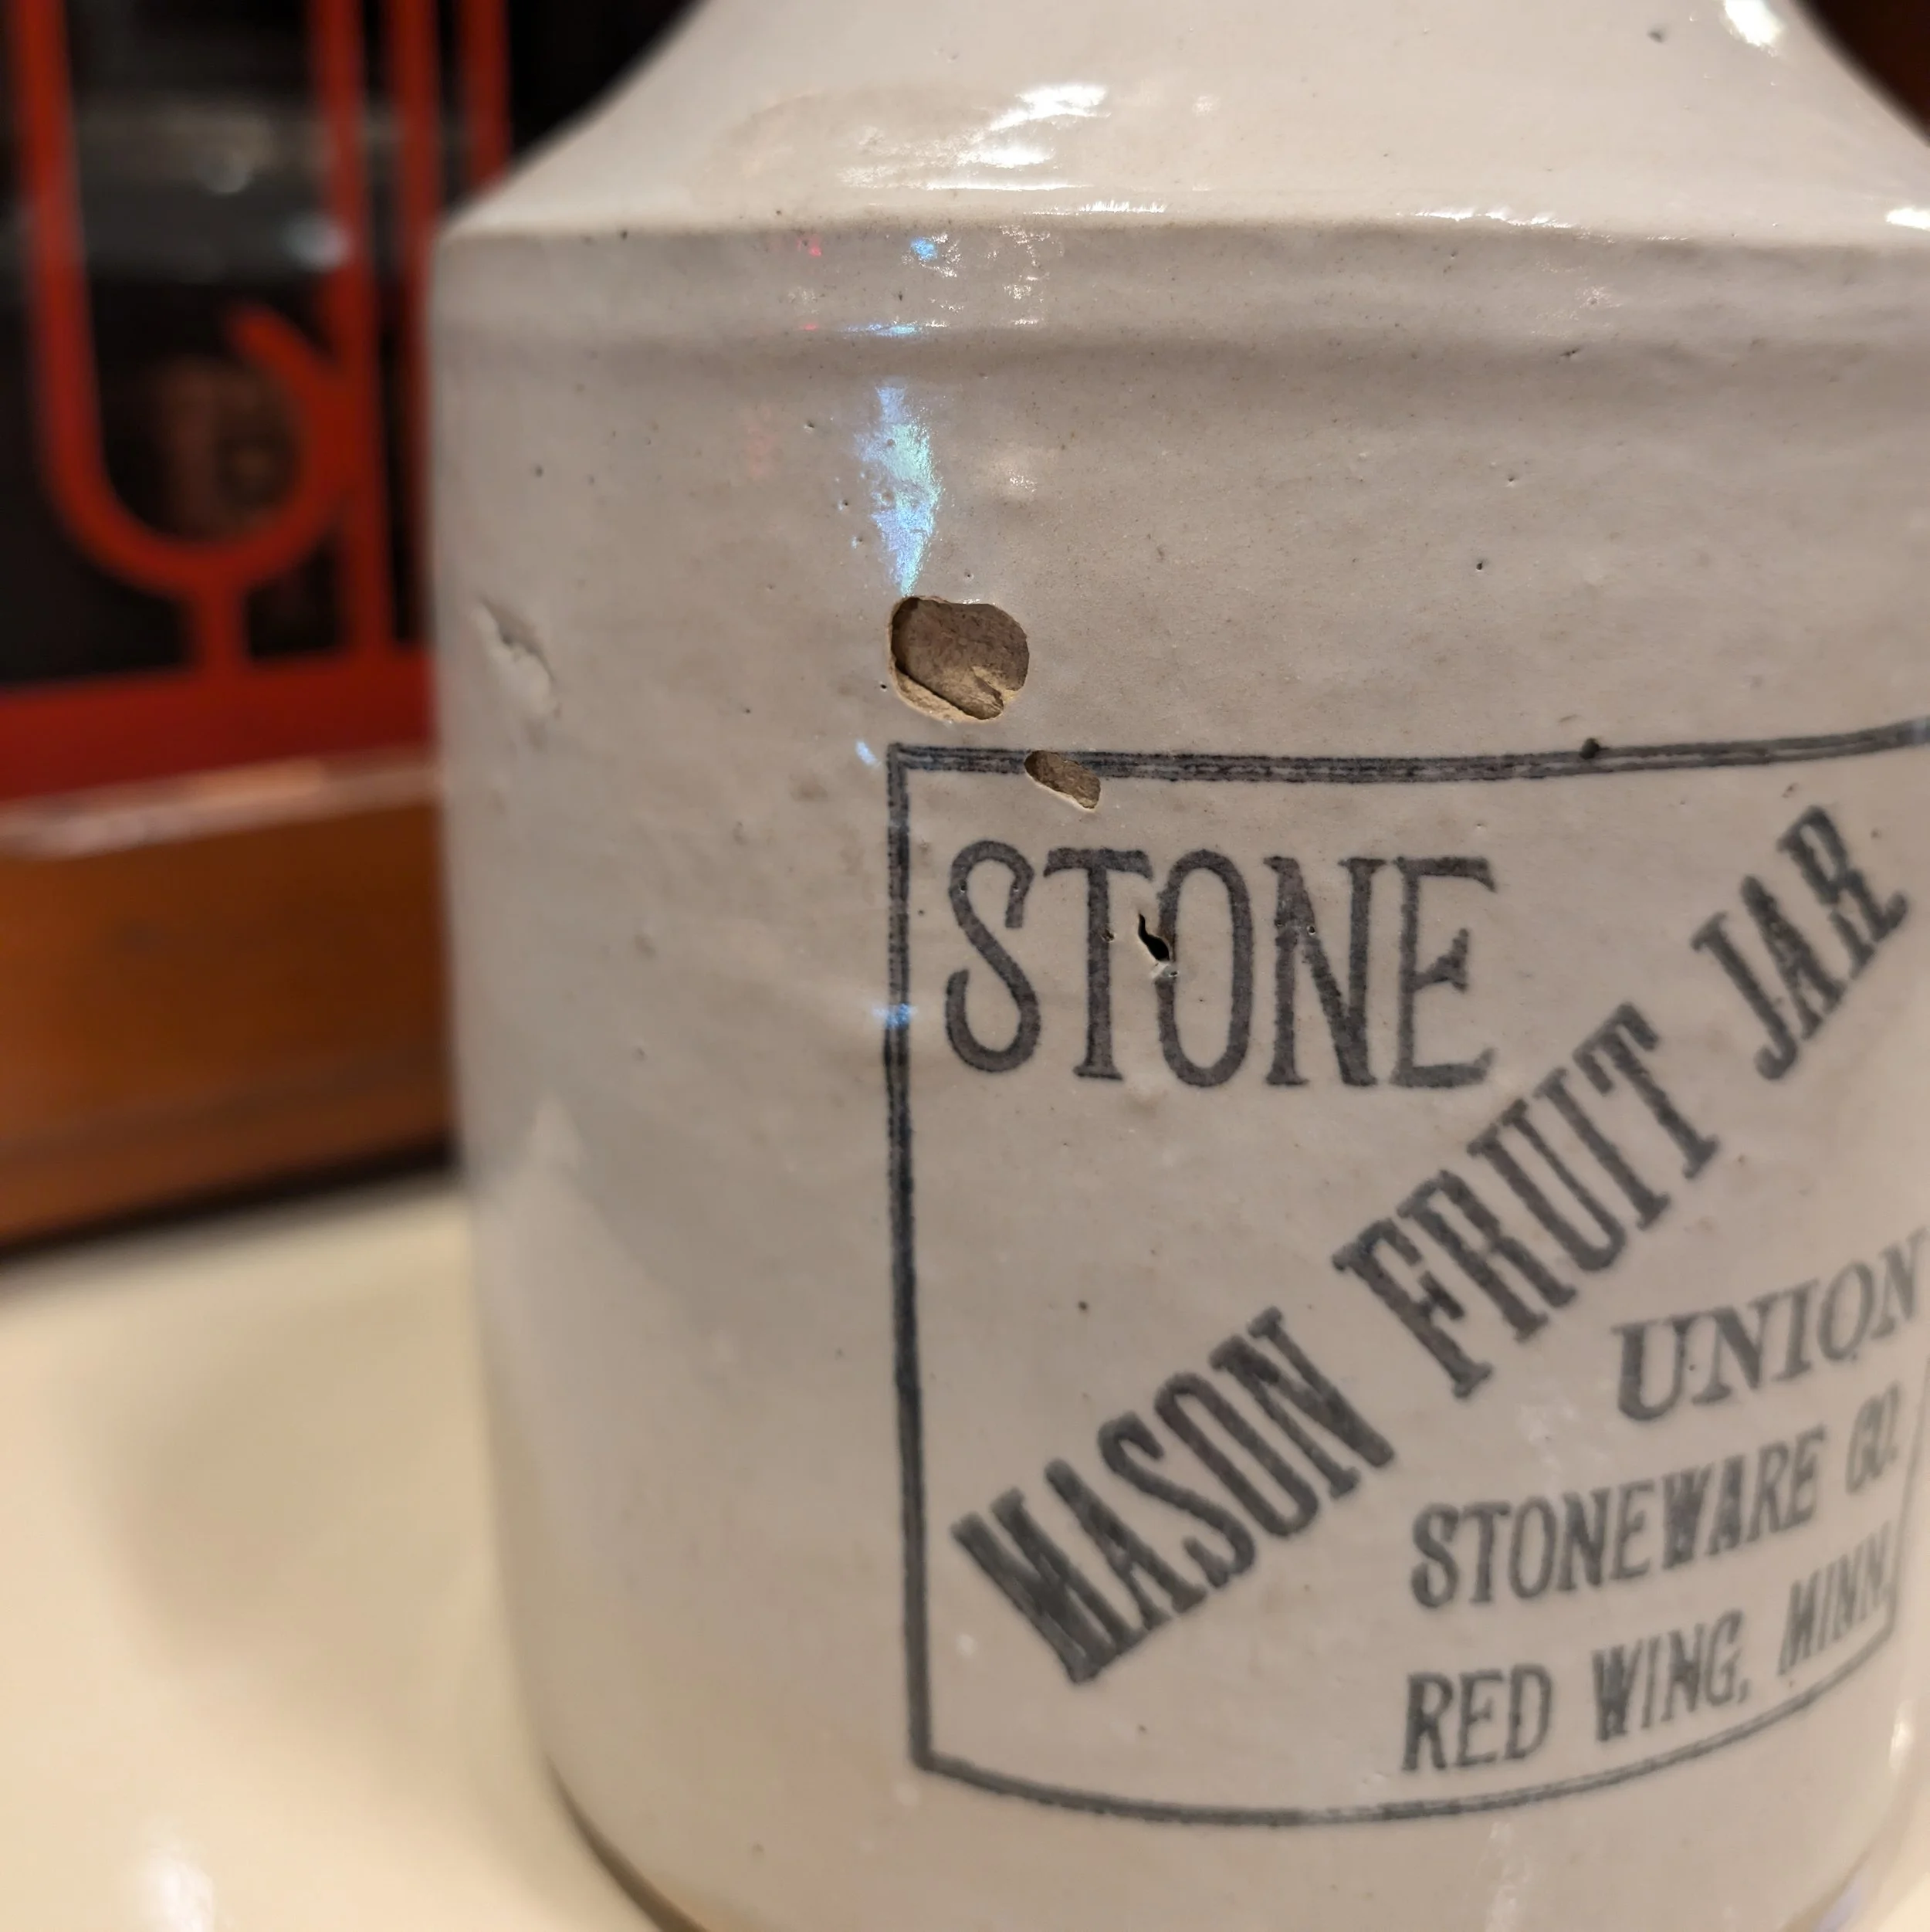 STONE
MASON FRUIT JAR
UNION
STONEWARE CO.
RED WING, MINN.